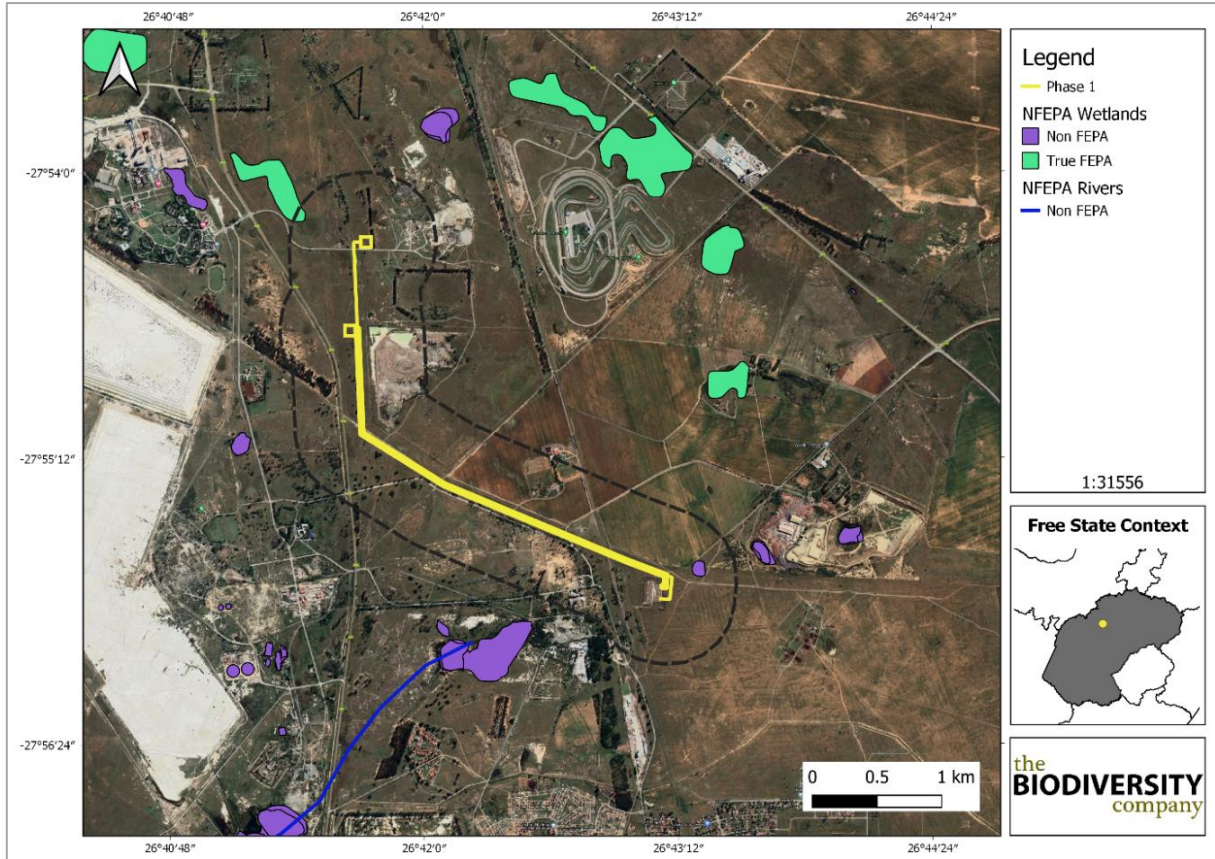 26°40'48" 26°42'0" 26°43'12" 26°44'24"
-27°54'0"
-27°55'12"
-27°56'24"
26°40'48" 26°42'0" 26°43'12" 26°44'24"
0 0.5 1 km
Legend
Phase 1
NFEPA Wetlands
Non FEPA
True FEPA
NFEPA Rivers
Non FEPA
1:31556
Free State Context
the
BIODIVERSITY
company